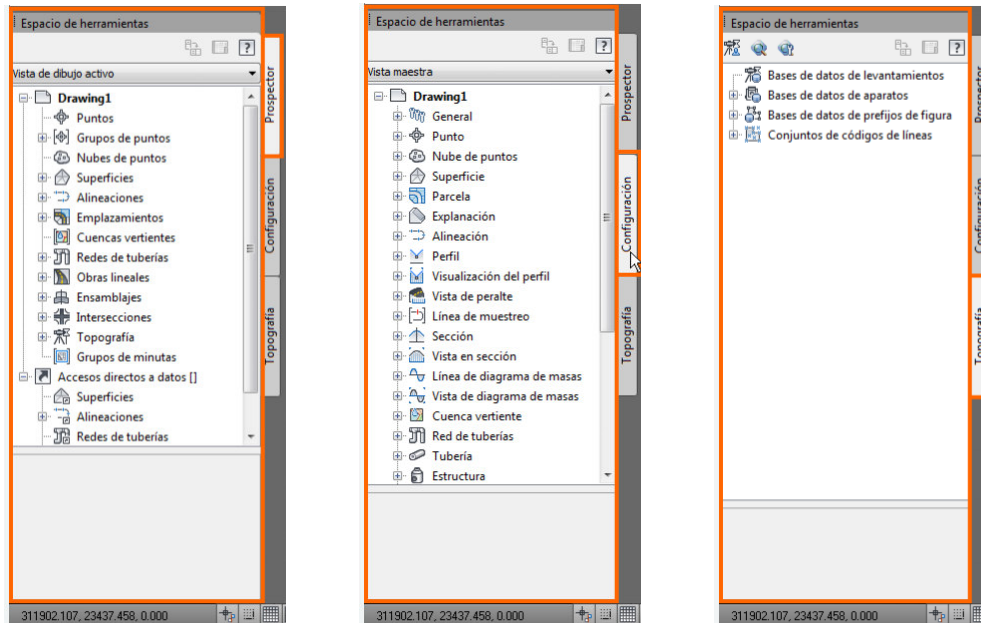 Espacio de herramientas
?
Vista de dibujo activo
Drawing1
Puntos
Grupos de puntos
Nubes de puntos
Superficies
Alineaciones
Emplazamientos
Cuencas vertientes
Redes de tuberías
Obras lineales
Ensamblajes
Intersecciones
Topografía
Grupos de minutas
Accesos directos a datos []
Superficies
Alineaciones
Redes de tuberías
Prospector
Configuración
Topografía
311902.107, 23437.458, 0.000
Espacio de herramientas
?
Vista maestra
Drawing1
General
Punto
Nube de puntos
Superficie
Parcela
Explanación
Alineación
Perfil
Visualización del perfil
Vista de peralte
Línea de muestreo
Sección
Vista en sección
Línea de diagrama de masas
Vista de diagrama de masas
Cuenca vertiente
Red de tuberías
Tubería
Estructura
Prospector
Configuración
Topografía
311902.107, 23437.458, 0.000
Espacio de herramientas
?
Bases de datos de levantamientos
Bases de datos de aparatos
Bases de datos de prefijos de figura
Conjuntos de códigos de líneas
Prospector
Configuración
Topografía
311902.107, 23437.458, 0.000